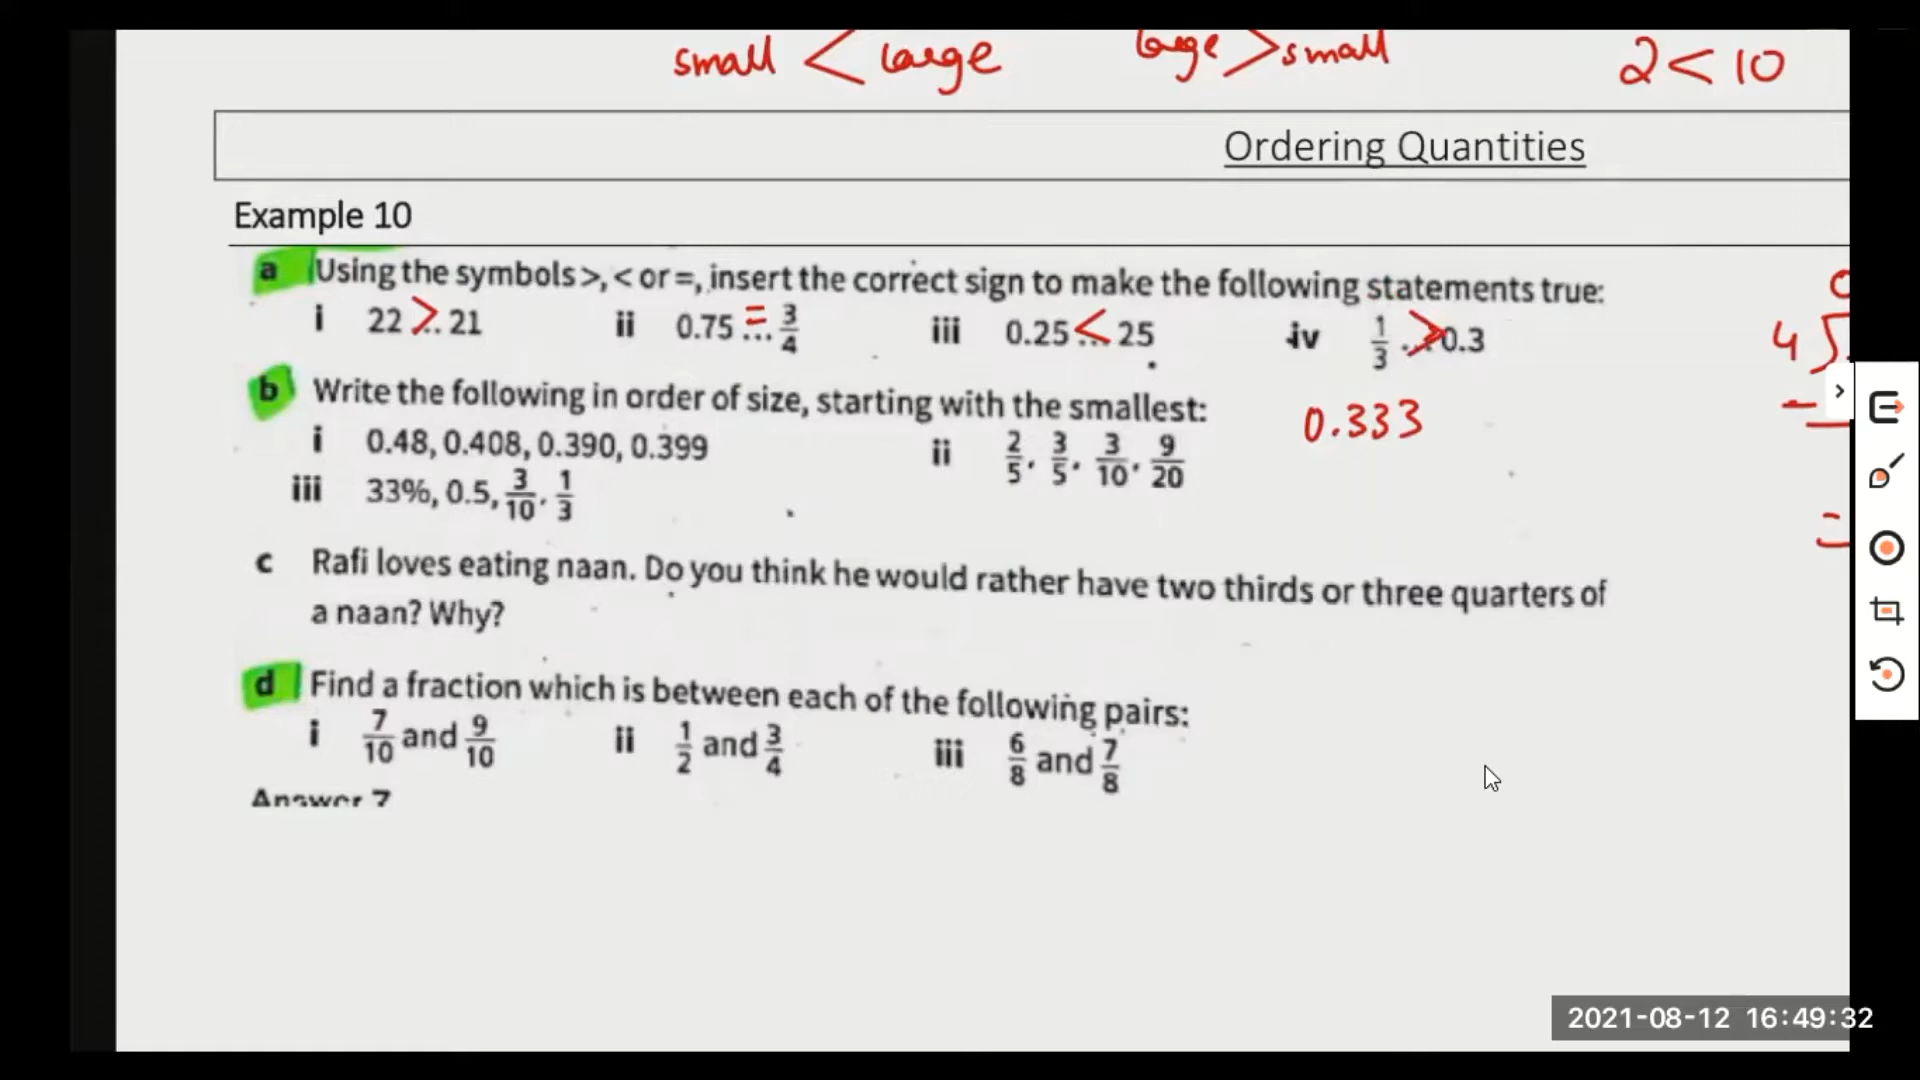 small < large large > small 2 < 10
Ordering Quantities
Example 10
a Using the symbols >, < or =, insert the correct sign to make the following statements true:
i 22 >.. 21 ii 0.75 =... 3/4 iii 0.25 <... 25 iv 1/3 ..>0.3
4
b Write the following in order of size, starting with the smallest:
0.333
i 0.48, 0.408, 0.390, 0.399 ii 2/5, 3/5, 3/10, 9/20
iii 33%, 0.5, 3/10, 1/3
c Rafi loves eating naan. Do you think he would rather have two thirds or three quarters of
a naan? Why?
d Find a fraction which is between each of the following pairs:
i 7/10 and 9/10 ii 1/2 and 3/4 iii 6/8 and 7/8
Answer 7
2021-08-12 16:49:32